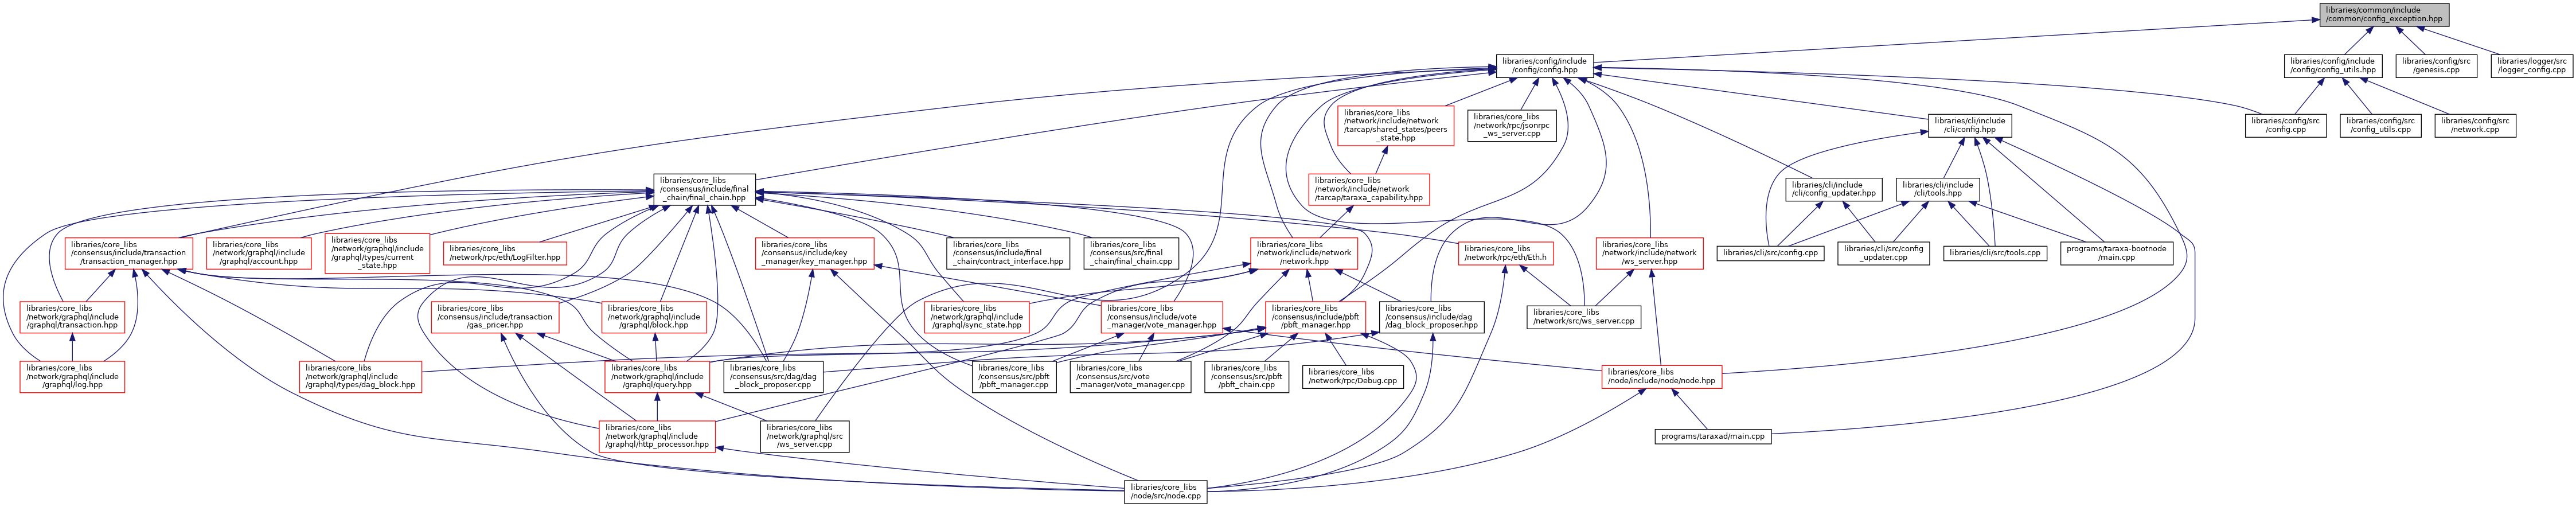 libraries/common/include
/common/config_exception.hpp
libraries/config/include
/config/config.hpp
libraries/config/include
/config/config_utils.hpp
libraries/config/src
/genesis.cpp
libraries/logger/src
/logger_config.cpp
libraries/core_libs
/network/include/network
/tarcap/shared_states/peers
_state.hpp
libraries/core_libs
/network/rpc/jsonrpc
_ws_server.cpp
libraries/cli/include
/cli/config.hpp
libraries/config/src
/config.cpp
libraries/config/src
/config_utils.cpp
libraries/config/src
/network.cpp
libraries/core_libs
/consensus/include/final
_chain/final_chain.hpp
libraries/core_libs
/network/include/network
/tarcap/taraxa_capability.hpp
libraries/cli/include
/cli/config_updater.hpp
libraries/cli/include
/cli/tools.hpp
libraries/core_libs
/consensus/include/transaction
/transaction_manager.hpp
libraries/core_libs
/network/graphql/include
/graphql/account.hpp
libraries/core_libs
/network/graphql/include
/graphql/types/current
_state.hpp
libraries/core_libs
/network/rpc/eth/LogFilter.hpp
libraries/core_libs
/consensus/include/key
_manager/key_manager.hpp
libraries/core_libs
/consensus/include/final
_chain/contract_interface.hpp
libraries/core_libs
/consensus/src/final
_chain/final_chain.cpp
libraries/core_libs
/network/include/network
/network.hpp
libraries/core_libs
/network/rpc/eth/Eth.h
libraries/core_libs
/network/include/network
/ws_server.hpp
libraries/cli/src/config.cpp
libraries/cli/src/config
_updater.cpp
libraries/cli/src/tools.cpp
programs/taraxa-bootnode
/main.cpp
libraries/core_libs
/network/graphql/include
/graphql/transaction.hpp
libraries/core_libs
/consensus/include/transaction
/gas_pricer.hpp
libraries/core_libs
/network/graphql/include
/graphql/block.hpp
libraries/core_libs
/network/graphql/include
/graphql/sync_state.hpp
libraries/core_libs
/consensus/include/vote
_manager/vote_manager.hpp
libraries/core_libs
/consensus/include/pbft
/pbft_manager.hpp
libraries/core_libs
/consensus/include/dag
/dag_block_proposer.hpp
libraries/core_libs
/network/src/ws_server.cpp
libraries/core_libs
/network/graphql/include
/graphql/log.hpp
libraries/core_libs
/network/graphql/include
/graphql/types/dag_block.hpp
libraries/core_libs
/network/graphql/include
/graphql/query.hpp
libraries/core_libs
/consensus/src/dag/dag
_block_proposer.cpp
libraries/core_libs
/consensus/src/pbft
/pbft_manager.cpp
libraries/core_libs
/consensus/src/vote
_manager/vote_manager.cpp
libraries/core_libs
/consensus/src/pbft
/pbft_chain.cpp
libraries/core_libs
/network/rpc/Debug.cpp
libraries/core_libs
/node/include/node/node.hpp
libraries/core_libs
/network/graphql/include
/graphql/http_processor.hpp
libraries/core_libs
/network/graphql/src
/ws_server.cpp
programs/taraxad/main.cpp
libraries/core_libs
/node/src/node.cpp